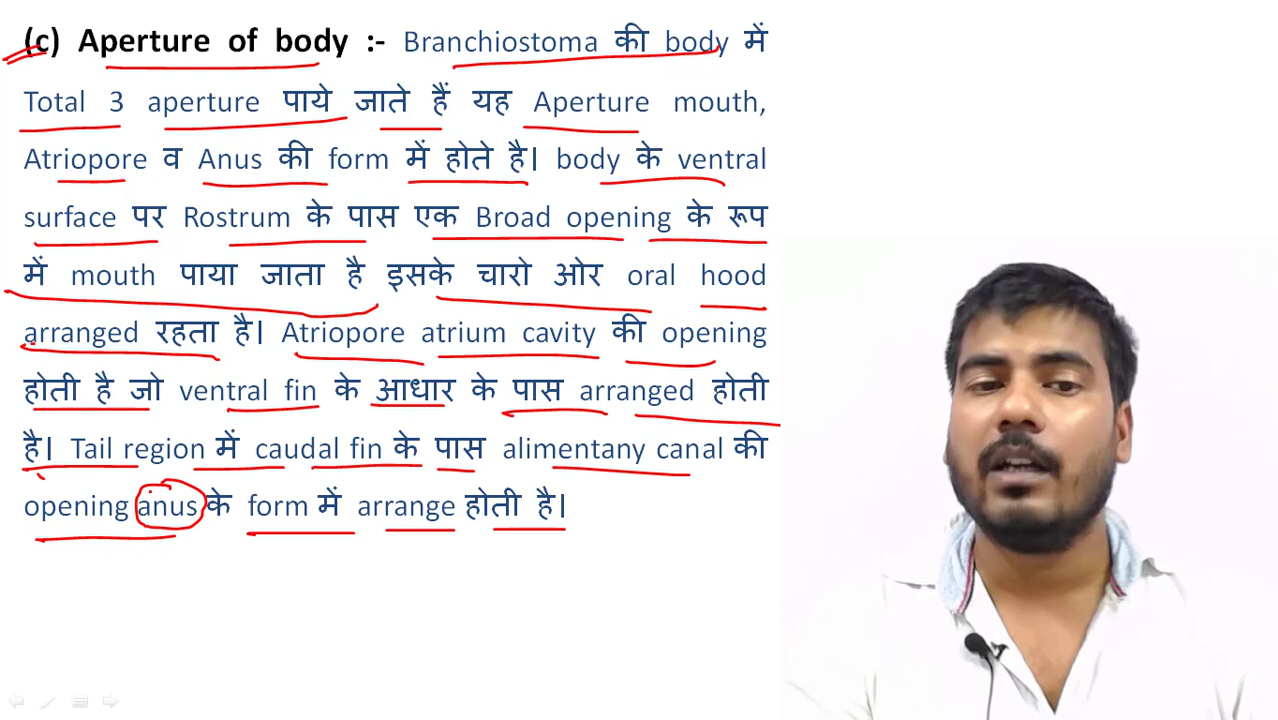 (c) Aperture of body :- Branchiostoma की body में
Total 3 aperture पाये जाते हैं यह Aperture mouth,
Atriopore व Anus की form में होते है। body के ventral
surface पर Rostrum के पास एक Broad opening के रूप
में mouth पाया जाता है इसके चारो ओर oral hood
arranged रहता है। Atriopore atrium cavity की opening
होती है जो ventral fin के आधार के पास arranged होती
है। Tail region में caudal fin के पास alimentany canal की
opening anus के form में arrange होती है।